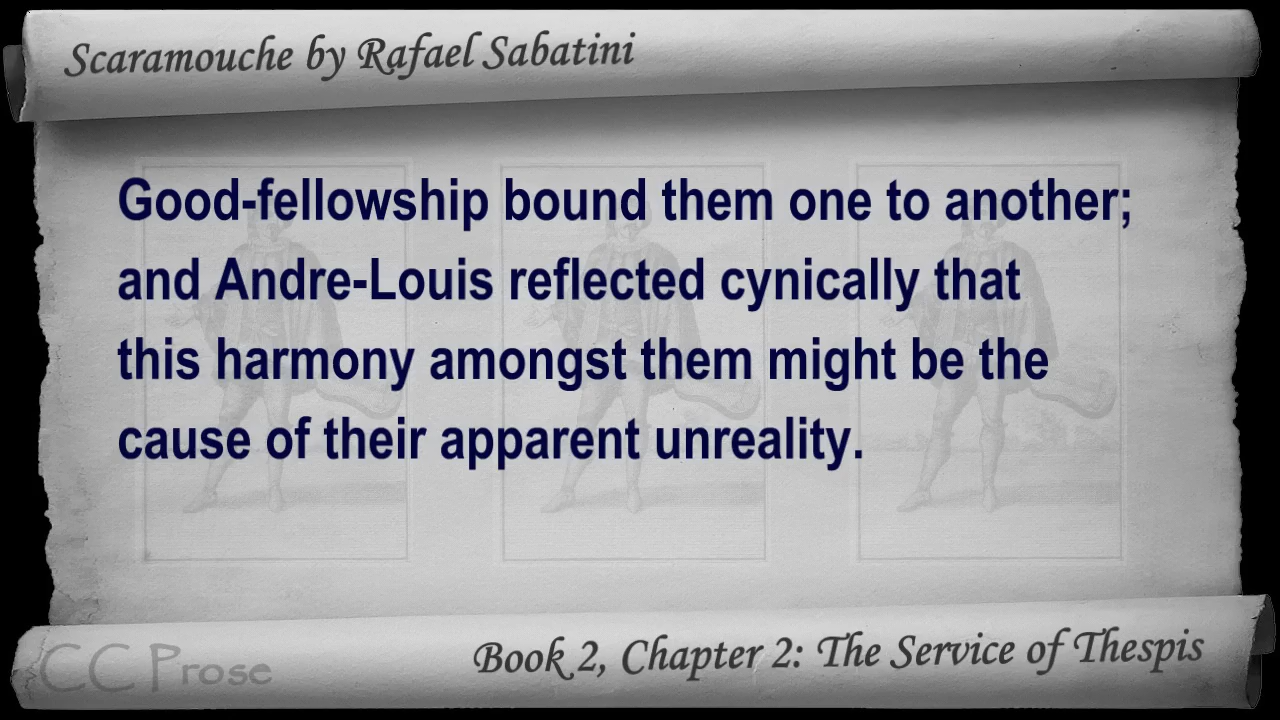 Scaramouche by Rafael Sabatini
Good-fellowship bound them one to another;
and Andre-Louis reflected cynically that
this harmony amongst them might be the
cause of their apparent unreality.
CC Prose
Book 2, Chapter 2: The Service of Thespis